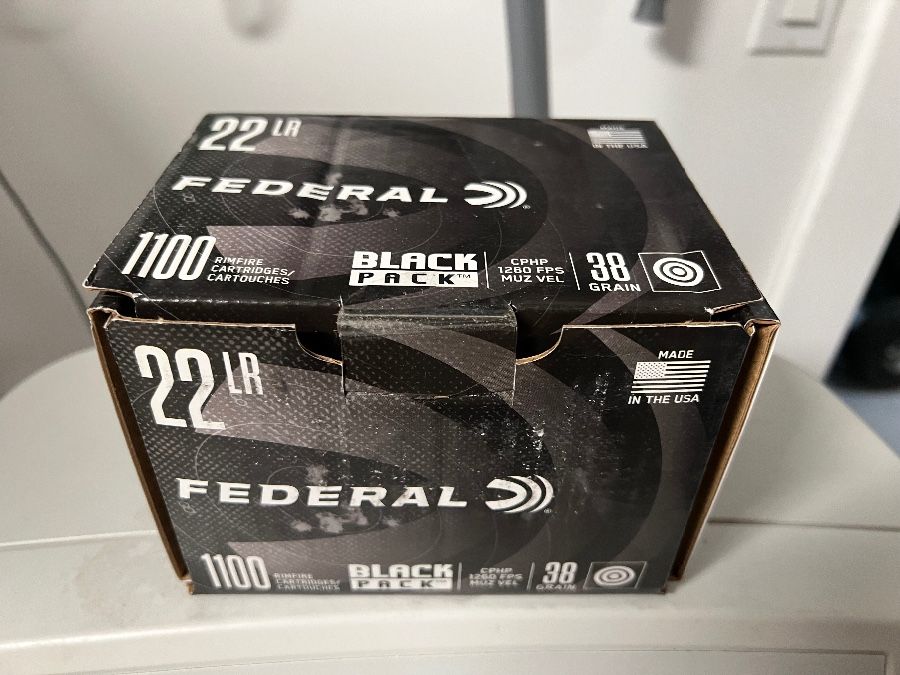 22 LR
MADE
IN THE USA
FEDERAL
®
1100
RIMFIRE
CARTRIDGES/
CARTOUCHES
BLACK
PACK™
CPHP
1260 FPS
MUZ VEL
38
GRAIN
22 LR
MADE
IN THE USA
FEDERAL
®
1100
RIMFIRE
CARTRIDGES/
CARTOUCHES
BLACK
PACK™
CPHP
1260 FPS
MUZ VEL
38
GRAIN